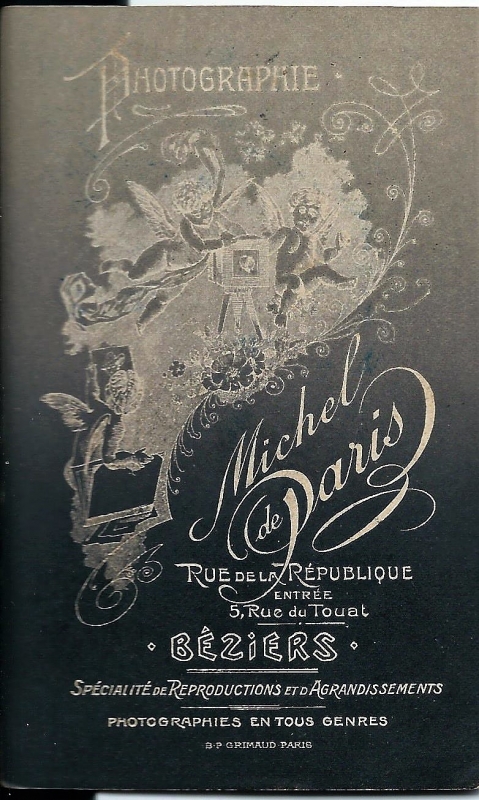 PHOTOGRAPHIE
Michel
de Paris
RUE DE LA RÉPUBLIQUE
ENTRÉE
5, Rue du Touat
BÉZIERS
SPÉCIALITÉ DE REPRODUCTIONS ET D'AGRANDISSEMENTS
PHOTOGRAPHIES EN TOUS GENRES
B·P GRIMAUD·PARIS